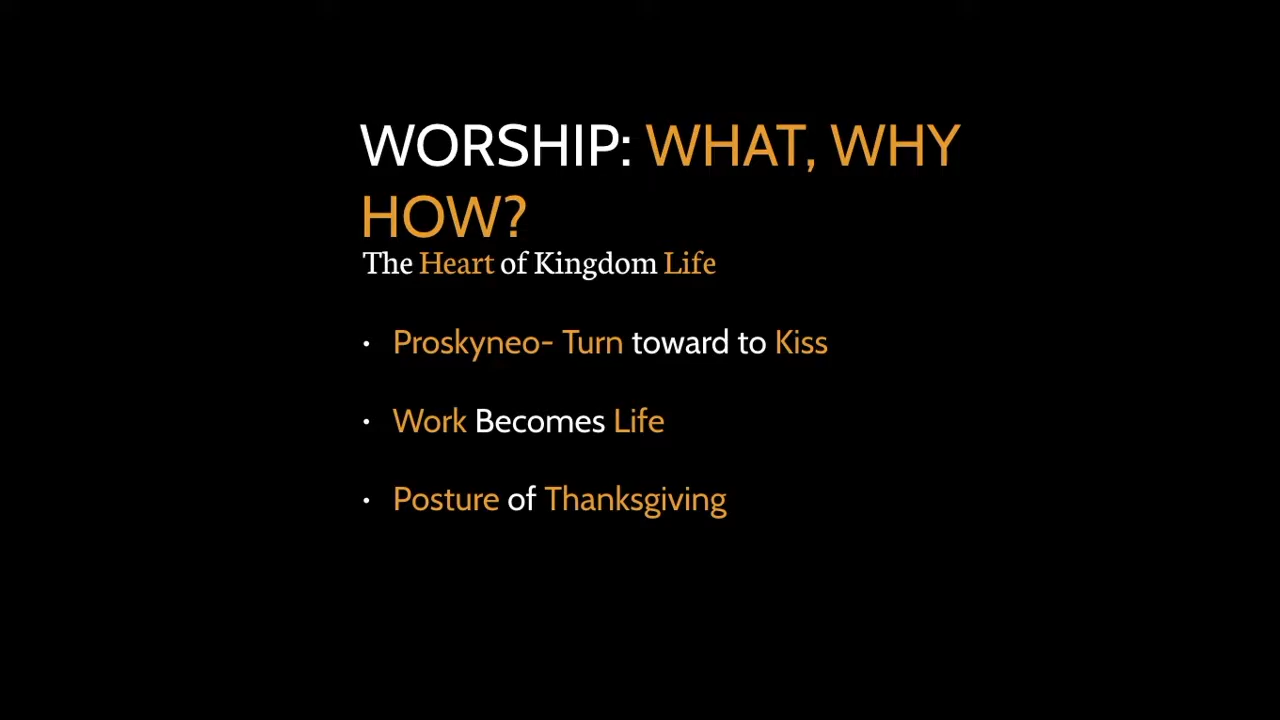 WORSHIP: WHAT, WHY
HOW?
The Heart of Kingdom Life
• Proskyneo- Turn toward to Kiss
• Work Becomes Life
• Posture of Thanksgiving